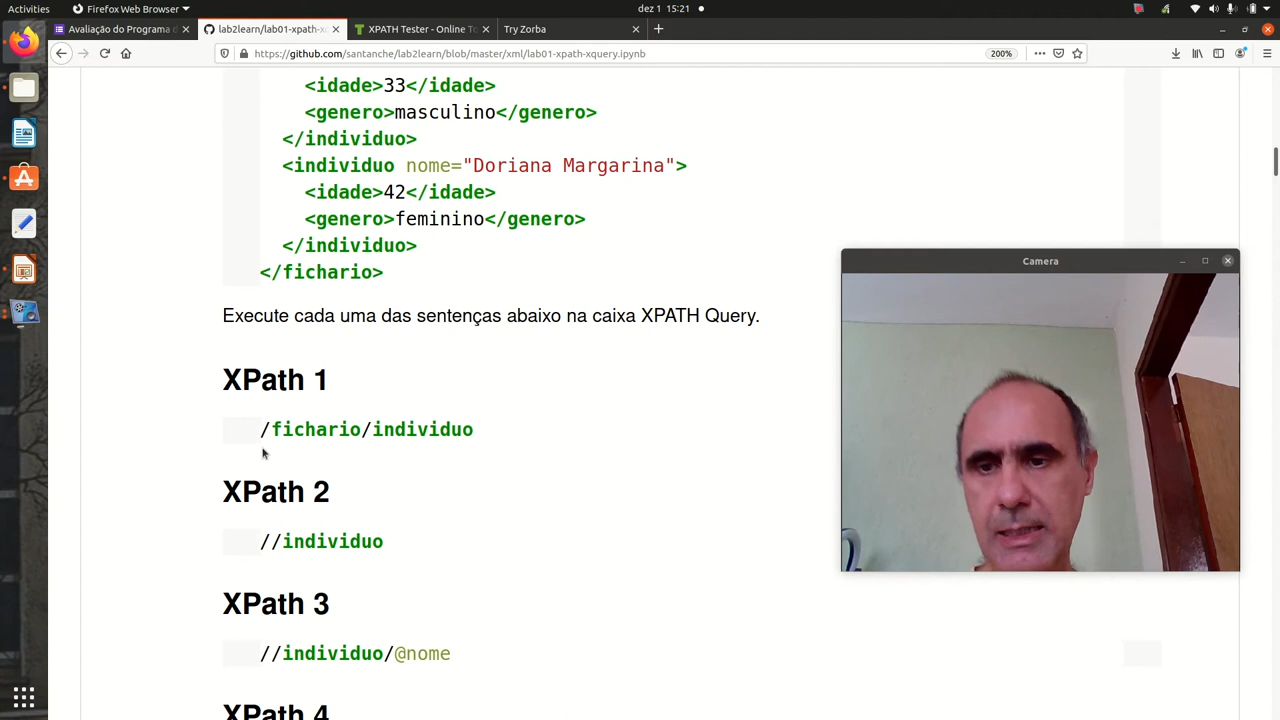 Activities
Firefox Web Browser
dez 1 15:21
Avaliação do Programa d
lab2learn/lab01-xpath-x
XPATH Tester - Online To
Try Zorba
https://github.com/santanche/lab2learn/blob/master/xml/lab01-xpath-xquery.ipynb
200%
<idade>33</idade>
<genero>masculino</genero>
</individuo>
<individuo nome="Doriana Margarina">
<idade>42</idade>
<genero>feminino</genero>
</individuo>
</fichario>
Camera
Execute cada uma das sentenças abaixo na caixa XPATH Query.
XPath 1
/fichario/individuo
XPath 2
//individuo
XPath 3
//individuo/@nome
XPath 4